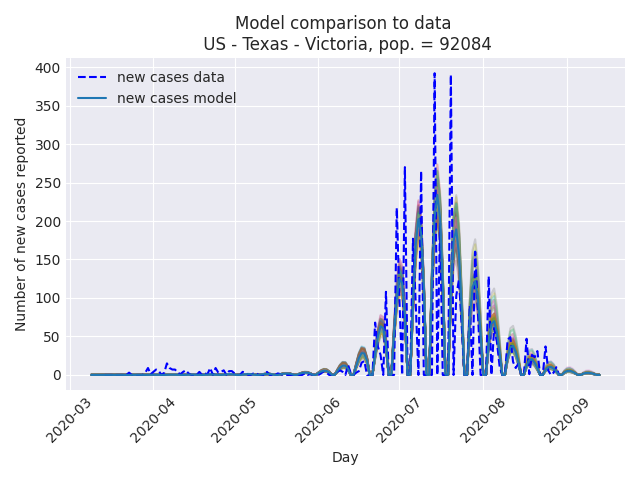 Model comparison to data
US - Texas - Victoria, pop. = 92084
new cases data
new cases model
Number of new cases reported
400
350
300
250
200
150
100
50
0
2020-03
2020-04
2020-05
2020-06
2020-07
2020-08
2020-09
Day